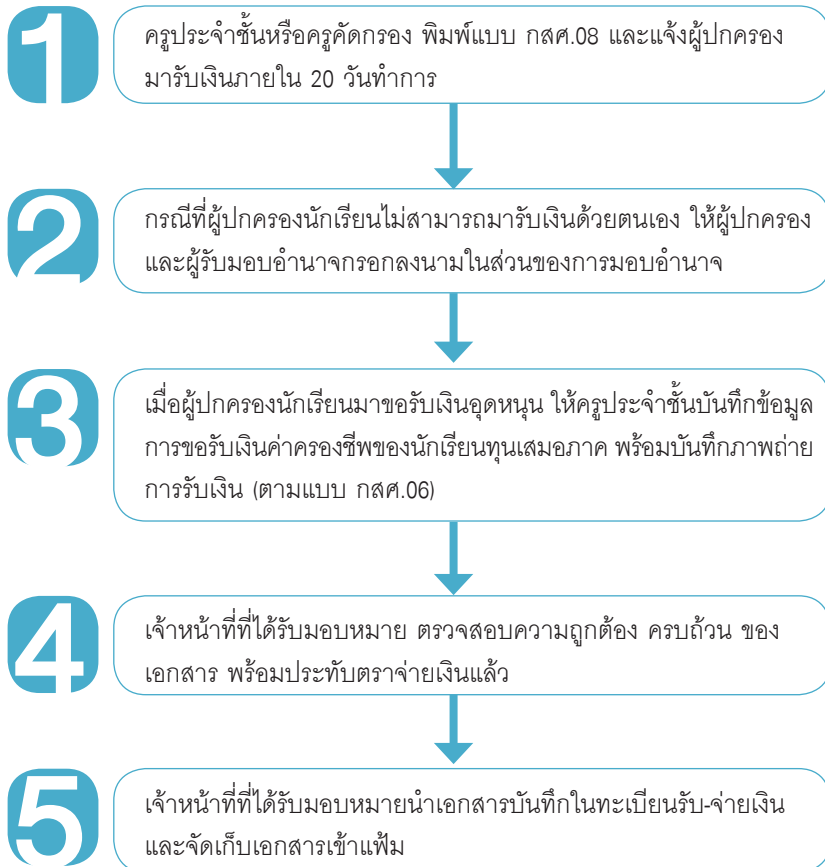 1
ครูประจำชั้นหรือครูคัดกรอง พิมพ์แบบ กสศ.08 และแจ้งผู้ปกครอง
มารับเงินภายใน 20 วันทำการ
2
กรณีที่ผู้ปกครองนักเรียนไม่สามารถมารับเงินด้วยตนเอง ให้ผู้ปกครอง
และผู้รับมอบอำนาจกรอกลงนามในส่วนของการมอบอำนาจ
3
เมื่อผู้ปกครองนักเรียนมาขอรับเงินอุดหนุน ให้ครูประจำชั้นบันทึกข้อมูล
การขอรับเงินค่าครองชีพของนักเรียนทุนเสมอภาค พร้อมบันทึกภาพถ่าย
การรับเงิน (ตามแบบ กสศ.06)
4
เจ้าหน้าที่ที่ได้รับมอบหมาย ตรวจสอบความถูกต้อง ครบถ้วน ของ
เอกสาร พร้อมประทับตราจ่ายเงินแล้ว
5
เจ้าหน้าที่ที่ได้รับมอบหมายนำเอกสารบันทึกในทะเบียนรับ-จ่ายเงิน
และจัดเก็บเอกสารเข้าแฟ้ม